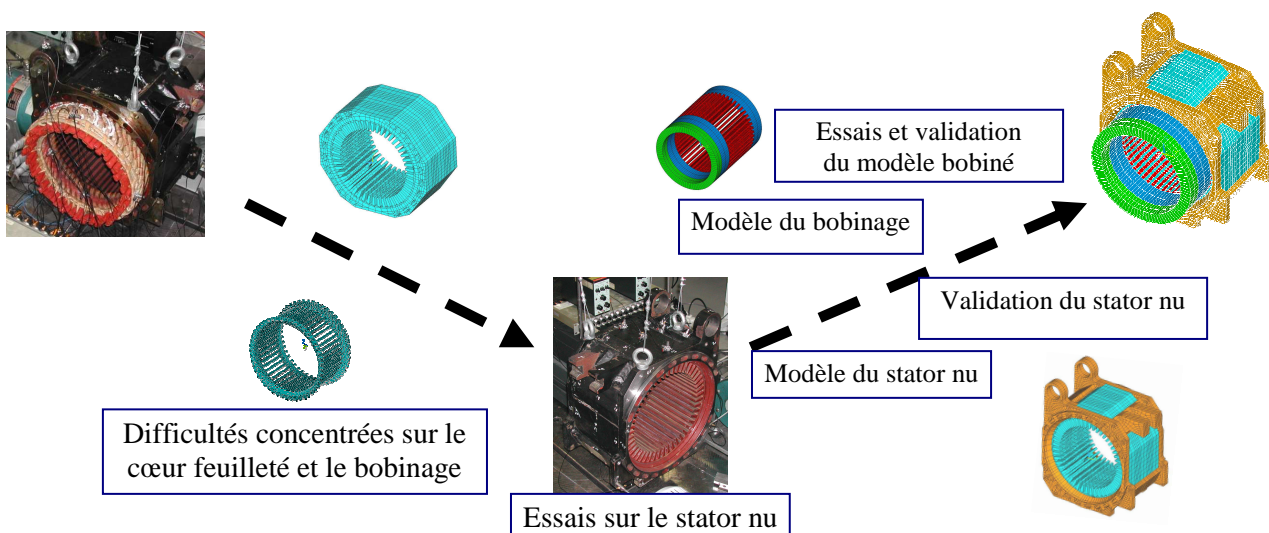 Essais et validation
du modèle bobiné
Modèle du bobinage
Validation du stator nu
Modèle du stator nu
Difficultés concentrées sur le
cœur feuilleté et le bobinage
Essais sur le stator nu